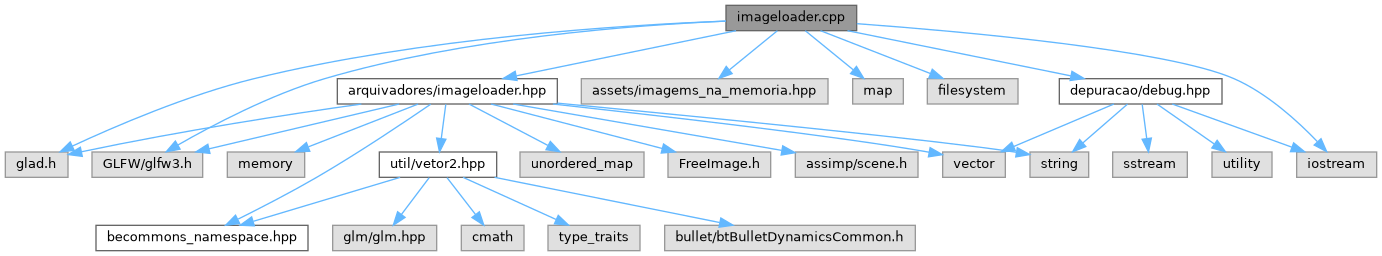 imageloader.cpp
arquivadores/imageloader.hpp
assets/imagems_na_memoria.hpp
map
filesystem
depuracao/debug.hpp
glad.h
GLFW/glfw3.h
memory
util/vetor2.hpp
unordered_map
FreeImage.h
assimp/scene.h
vector
string
sstream
utility
iostream
becommons_namespace.hpp
glm/glm.hpp
cmath
type_traits
bullet/btBulletDynamicsCommon.h